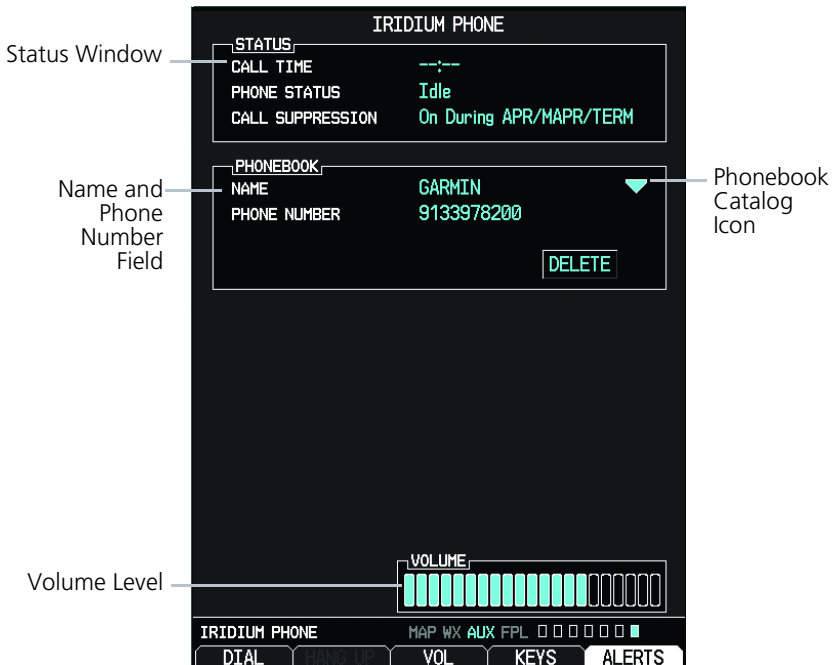 IRIDIUM PHONE
STATUS
Status Window
CALL TIME --:--
PHONE STATUS Idle
CALL SUPPRESSION On During APR/MAPR/TERM
PHONEBOOK
Name and
Phone
Number
Field
NAME GARMIN
PHONE NUMBER 9133978200
DELETE
Phonebook
Catalog
Icon
VOLUME
Volume Level
IRIDIUM PHONE MAP WX AUX FPL
DIAL HANG UP VOL KEYS ALERTS